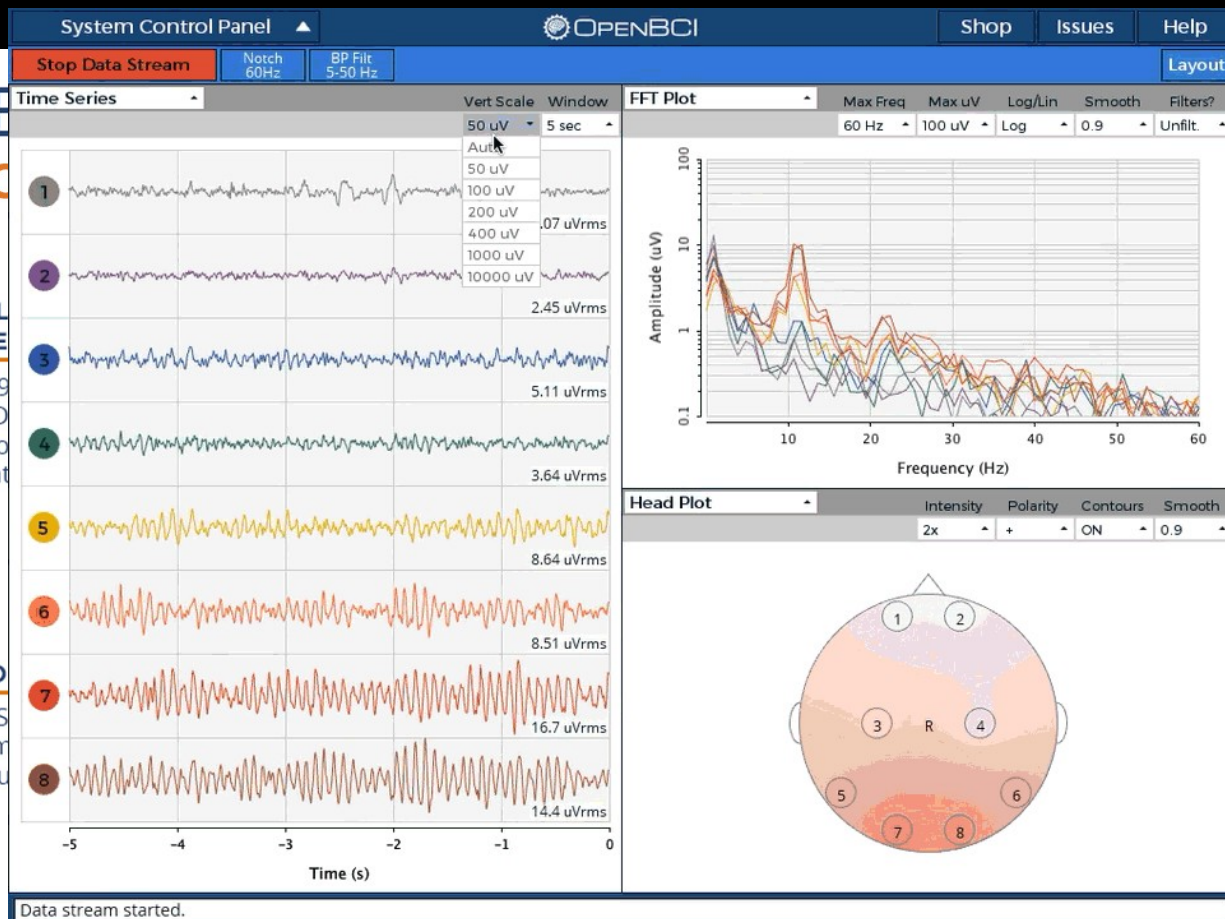 System Control Panel
OPENBCI
Shop
Issues
Help
Stop Data Stream
Notch
60Hz
BP Filt
5-50 Hz
Layout
Time Series
Vert Scale
Window
50 uV
5 sec
Auto
50 uV
100 uV
200 uV
400 uV
1000 uV
10000 uV
1
.07 uVrms
2
2.45 uVrms
3
5.11 uVrms
4
3.64 uVrms
5
8.64 uVrms
6
8.51 uVrms
7
16.7 uVrms
8
14.4 uVrms
-5 -4 -3 -2 -1 0
Time (s)
FFT Plot
Max Freq
Max uV
Log/Lin
Smooth
Filters?
60 Hz
100 uV
Log
0.9
Unfilt.
Amplitude (uV)
100
10
1
0.1
10 20 30 40 50 60
Frequency (Hz)
Head Plot
Intensity
Polarity
Contours
Smooth
2x
+
ON
0.9
1 2
3 R 4
5 6
7 8
Data stream started.